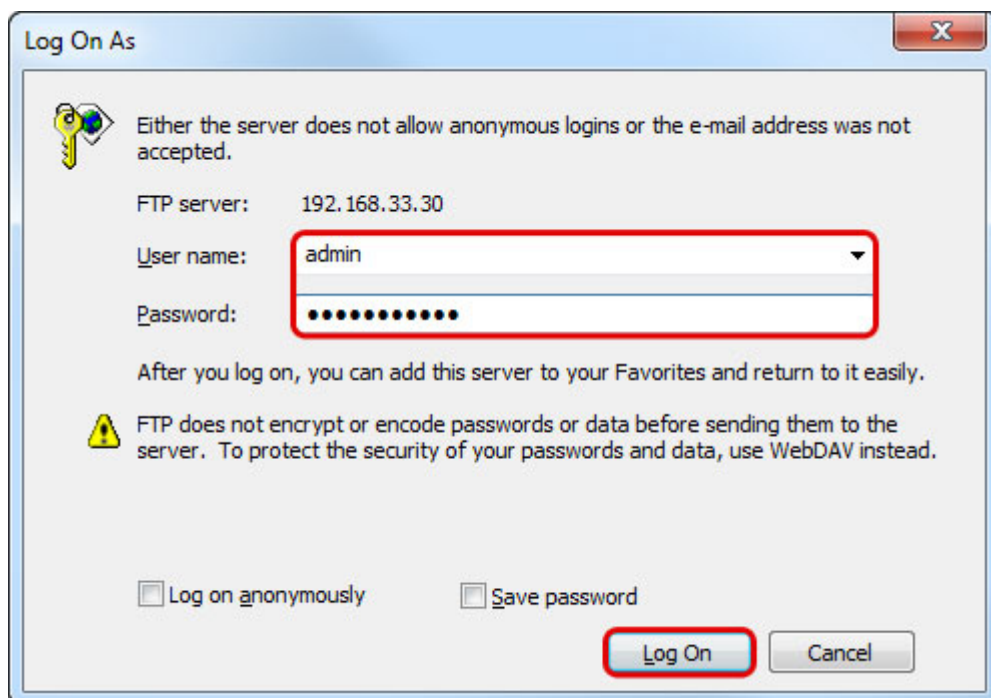 Log On As
Either the server does not allow anonymous logins or the e-mail address was not
accepted.
FTP server: 192.168.33.30
User name: admin
Password: •••••••••••
After you log on, you can add this server to your Favorites and return to it easily.
FTP does not encrypt or encode passwords or data before sending them to the
server. To protect the security of your passwords and data, use WebDAV instead.
Log on anonymously Save password
Log On Cancel